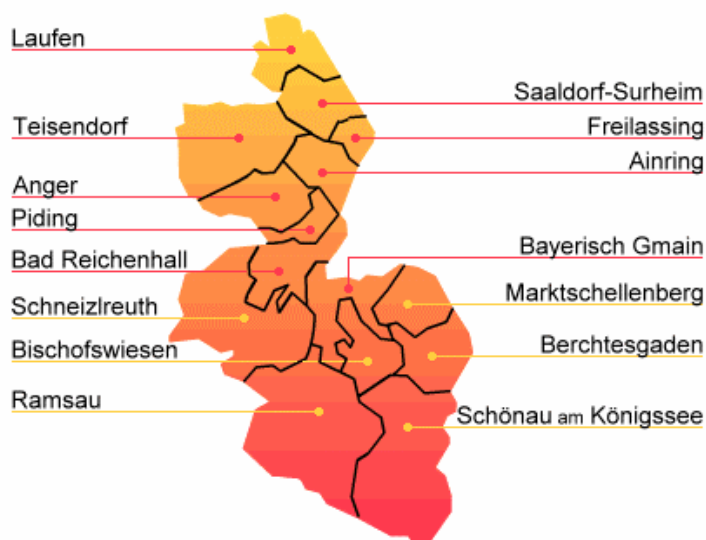 Laufen
Saaldorf-Surheim
Teisendorf
Freilassing
Ainring
Anger
Piding
Bad Reichenhall
Bayerisch Gmain
Schneizlreuth
Marktschellenberg
Bischofswiesen
Berchtesgaden
Ramsau
Schönau am Königssee